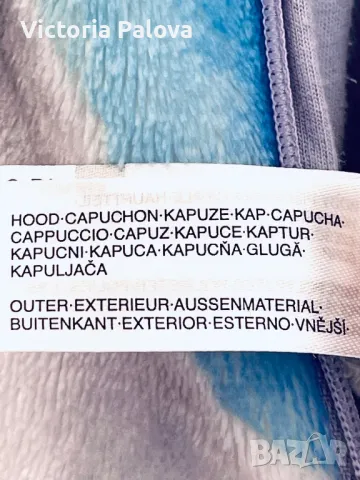 Victoria Palova
HOOD·CAPUCHON·KAPUZE·KAP·CAPUCHA·
CAPPUCCIO·CAPUZ·KAPUCE·KAPTUR·
KAPUCNI·KAPUCA·KAPUCŇA·GLUGĂ·
KAPULJAČA
OUTER·EXTERIEUR·AUSSENMATERIAL·
BUITENKANT·EXTERIOR·ESTERNO·VNĚJŠÍ·
BAZAR